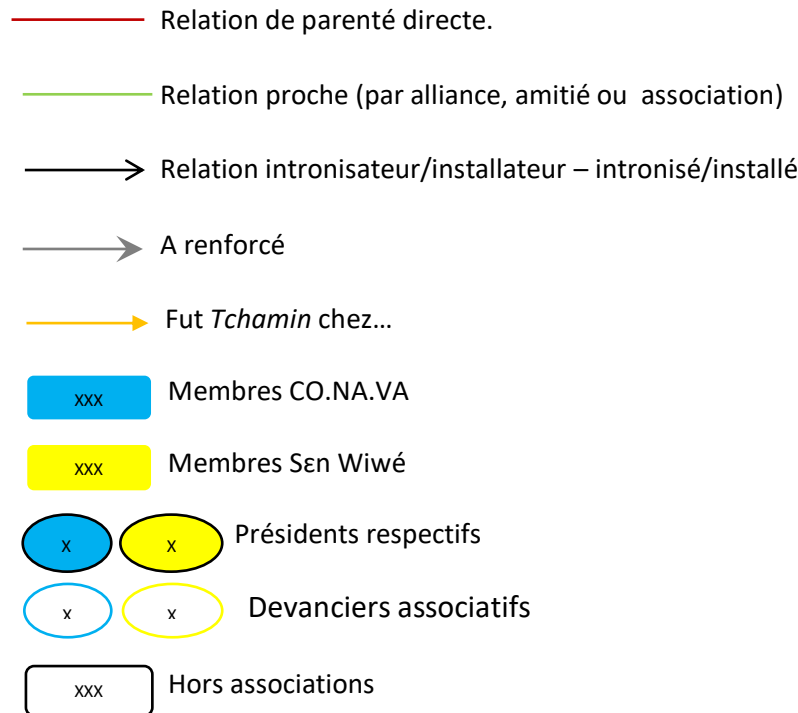 Relation de parenté directe.
Relation proche (par alliance, amitié ou association)
Relation intronisateur/installateur – intronisé/installé
A renforcé
Fut Tchamin chez…
xxx Membres CO.NA.VA
xxx Membres Sɛn Wiwé
x x Présidents respectifs
x x Devanciers associatifs
xxx Hors associations